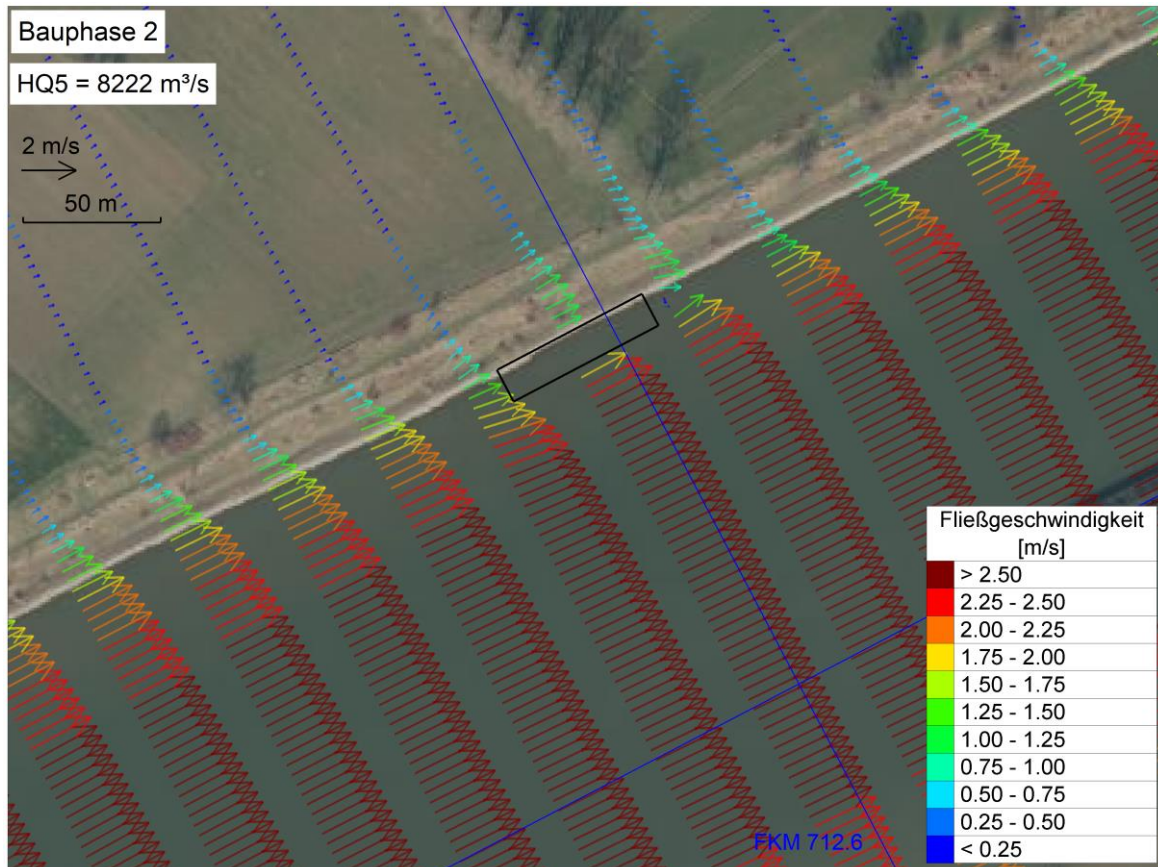 Bauphase 2
HQ5 = 8222 m³/s
2 m/s
50 m
Fließgeschwindigkeit
[m/s]
> 2.50
2.25 - 2.50
2.00 - 2.25
1.75 - 2.00
1.50 - 1.75
1.25 - 1.50
1.00 - 1.25
0.75 - 1.00
0.50 - 0.75
0.25 - 0.50
< 0.25
FKM 712.6